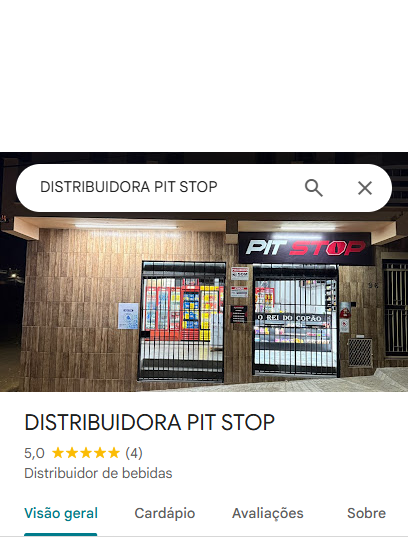 DISTRIBUIDORA PIT STOP
PIT STOP
O REI DO COPÃO
DISTRIBUIDORA PIT STOP
5,0 ★★★★★ (4)
Distribuidor de bebidas
Visão geral Cardápio Avaliações Sobre